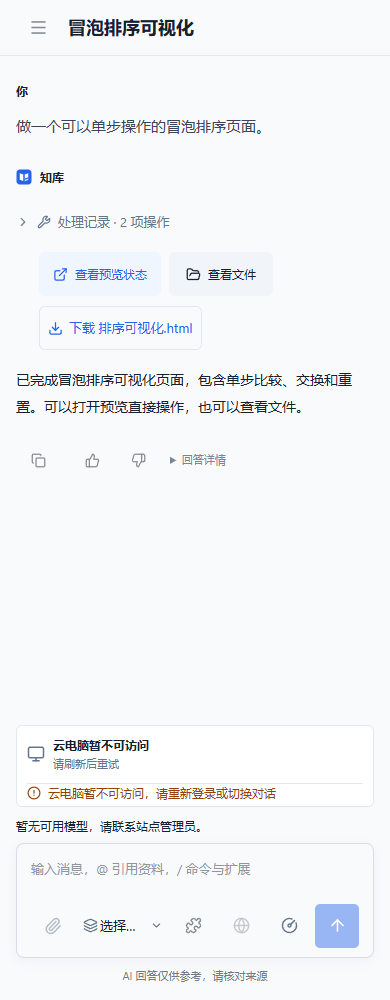 冒泡排序可视化
你
做一个可以单步操作的冒泡排序页面。
知库
处理记录 · 2 项操作
查看预览状态
查看文件
下载 排序可视化.html
已完成冒泡排序可视化页面，包含单步比较、交换和重
置。可以打开预览直接操作，也可以查看文件。
回答详情
云电脑暂不可访问
请刷新后重试
云电脑暂不可访问，请重新登录或切换对话
暂无可用模型，请联系站点管理员。
输入消息，@ 引用资料，/ 命令与扩展
选择...
AI 回答仅供参考，请核对来源